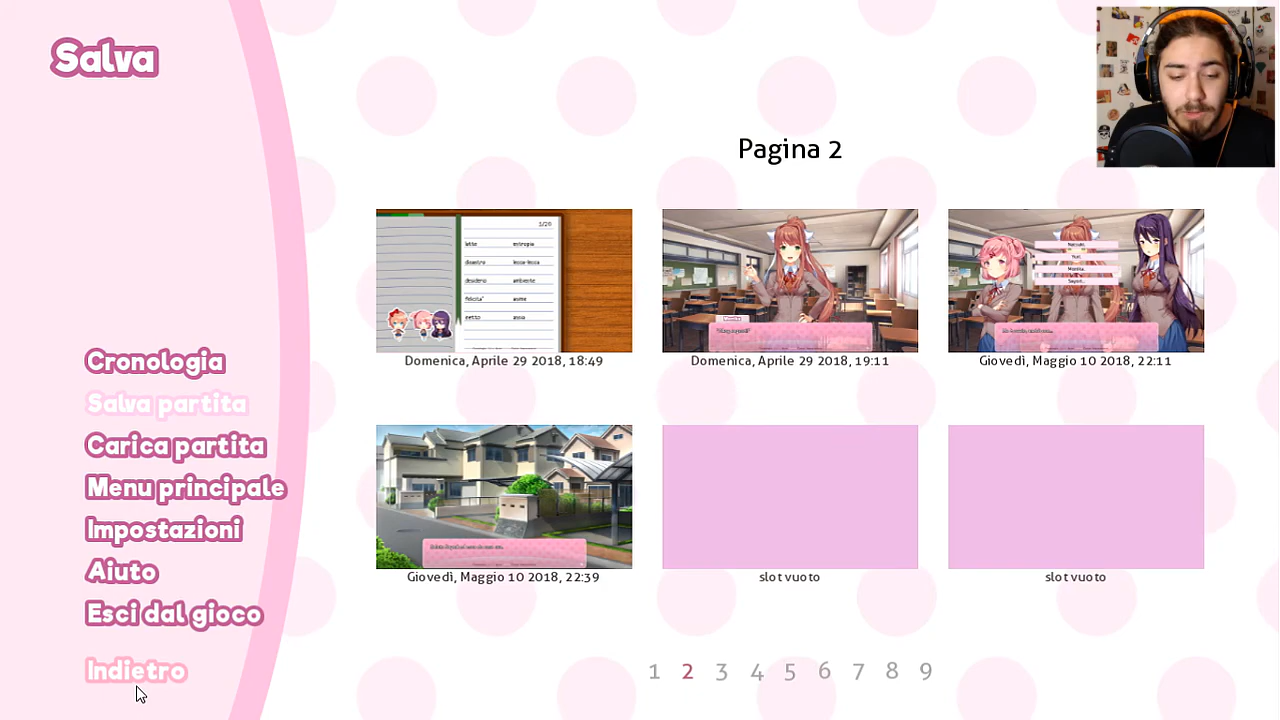 Salva
Pagina 2
Domenica, Aprile 29 2018, 18:49
Domenica, Aprile 29 2018, 19:11
Giovedì, Maggio 10 2018, 22:11
Giovedì, Maggio 10 2018, 22:39
slot vuoto
slot vuoto
Cronologia
Salva partita
Carica partita
Menu principale
Impostazioni
Aiuto
Esci dal gioco
Indietro
1 2 3 4 5 6 7 8 9